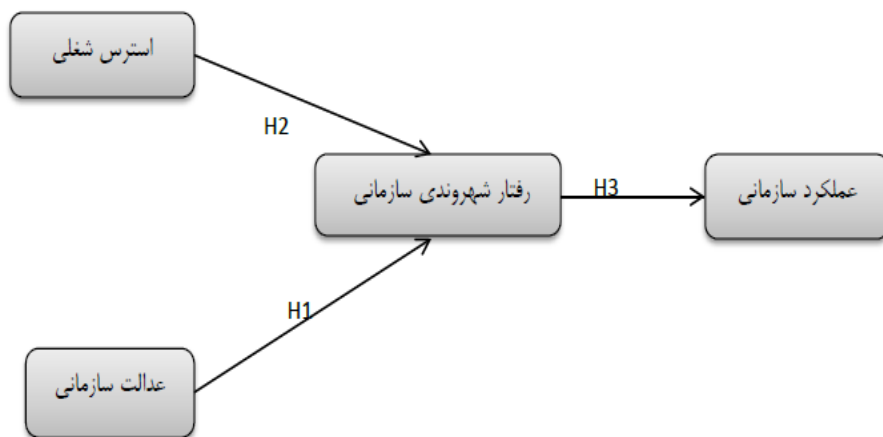 استرس شغلی
H2
رفتار شهروندی سازمانی
H3
عملکرد سازمانی
H1
عدالت سازمانی